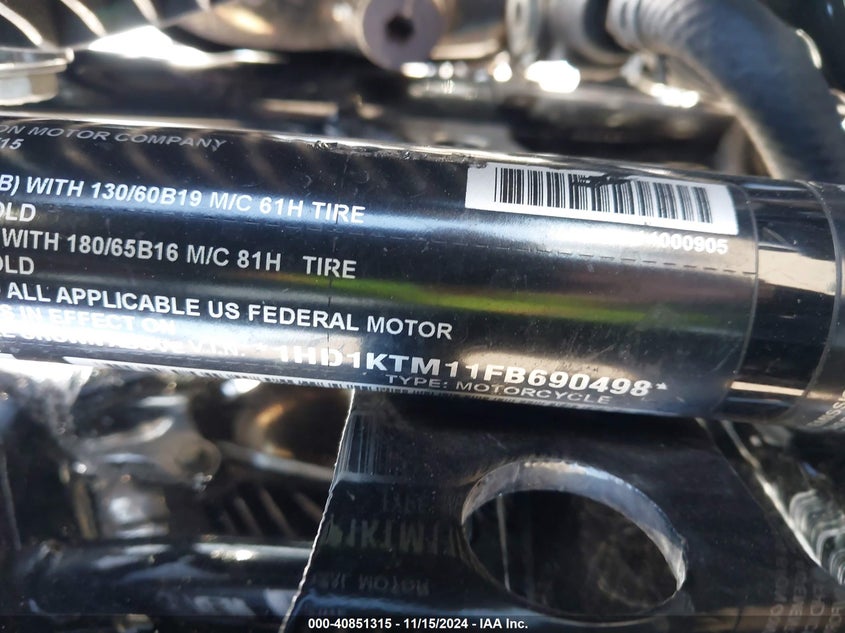 ON MOTOR COMPANY
/15
B) WITH 130/60B19 M/C 61H TIRE
OLD
WITH 180/65B16 M/C 81H TIRE
OLD
ALL APPLICABLE US FEDERAL MOTOR
S IN EFFECT ON
1HD1KTM11FB690498*
TYPE: MOTORCYCLE
1000905
000-40851315 - 11/15/2024 - IAA Inc.